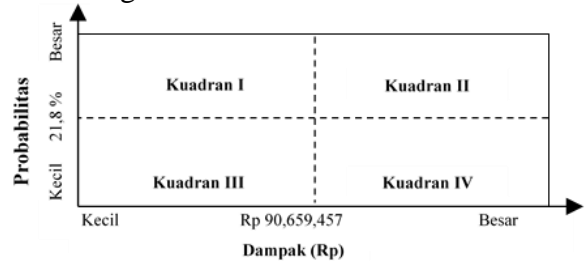 Besar
Kuadran I
Kuadran II
Probabilitas
21,8 %
Kecil
Kuadran III
Kuadran IV
Kecil
Rp 90,659,457
Besar
Dampak (Rp)